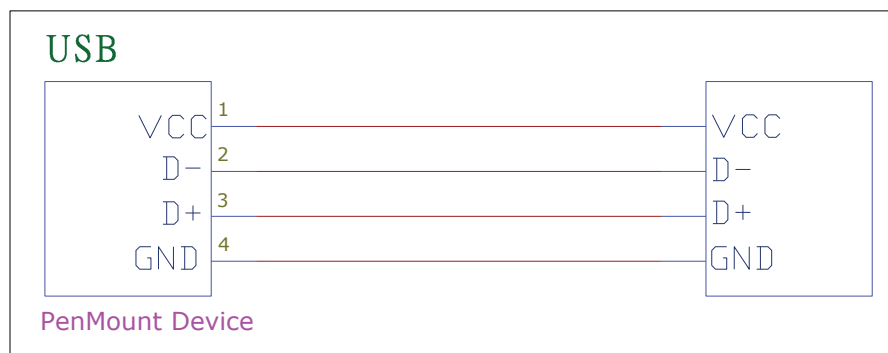 USB
VCC 1 VCC
D- 2 D-
D+ 3 D+
GND 4 GND
PenMount Device